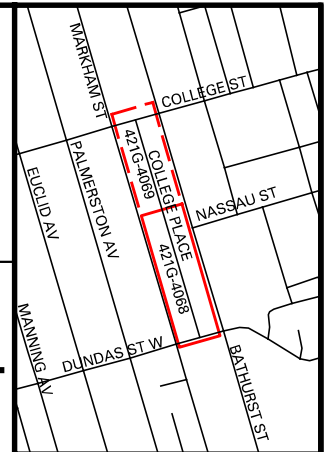 MARKHAM ST
COLLEGE ST
421G-4069
COLLEGE PLACE
PALMERSTON AV
EUCLID AV
NASSAU ST
421G-4068
MANNING AV
DUNDAS ST W
BATHURST ST